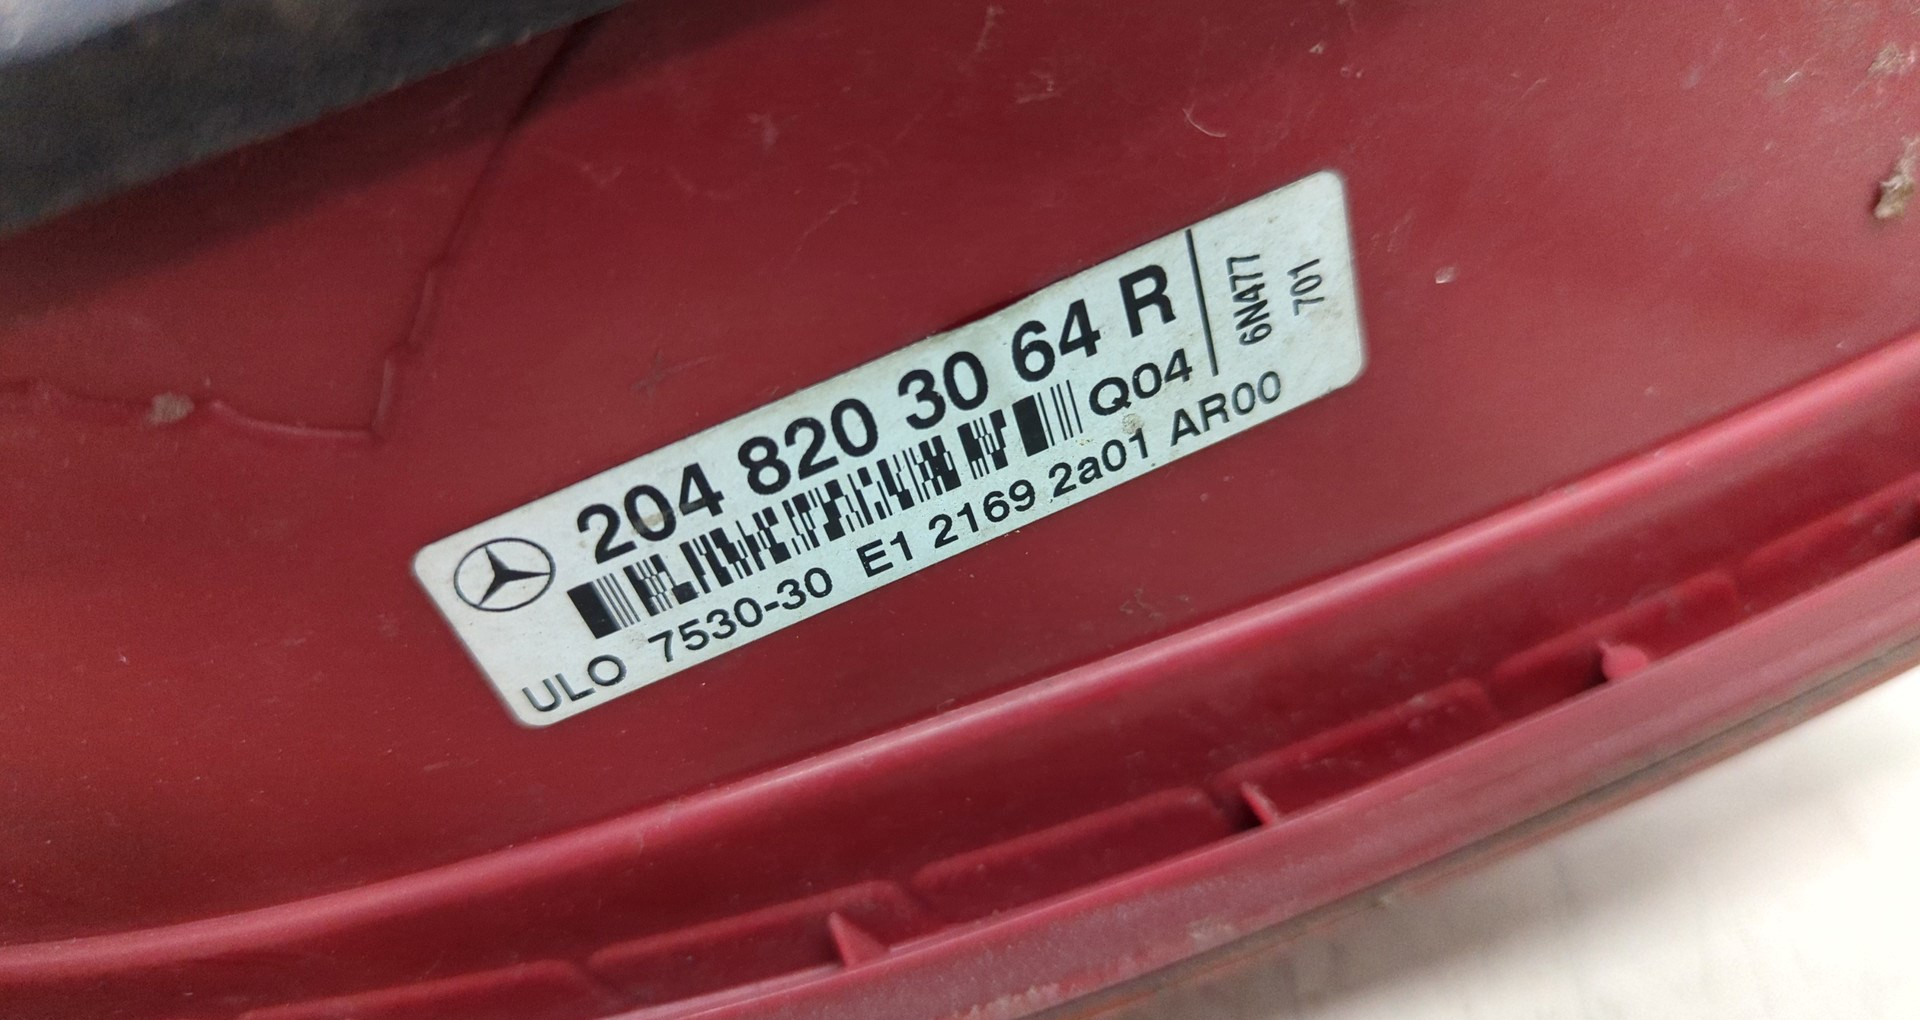 204 820 30 64 R
Q04
ULO 7530-30 E1 2169 2a01 AR00
6N477
701